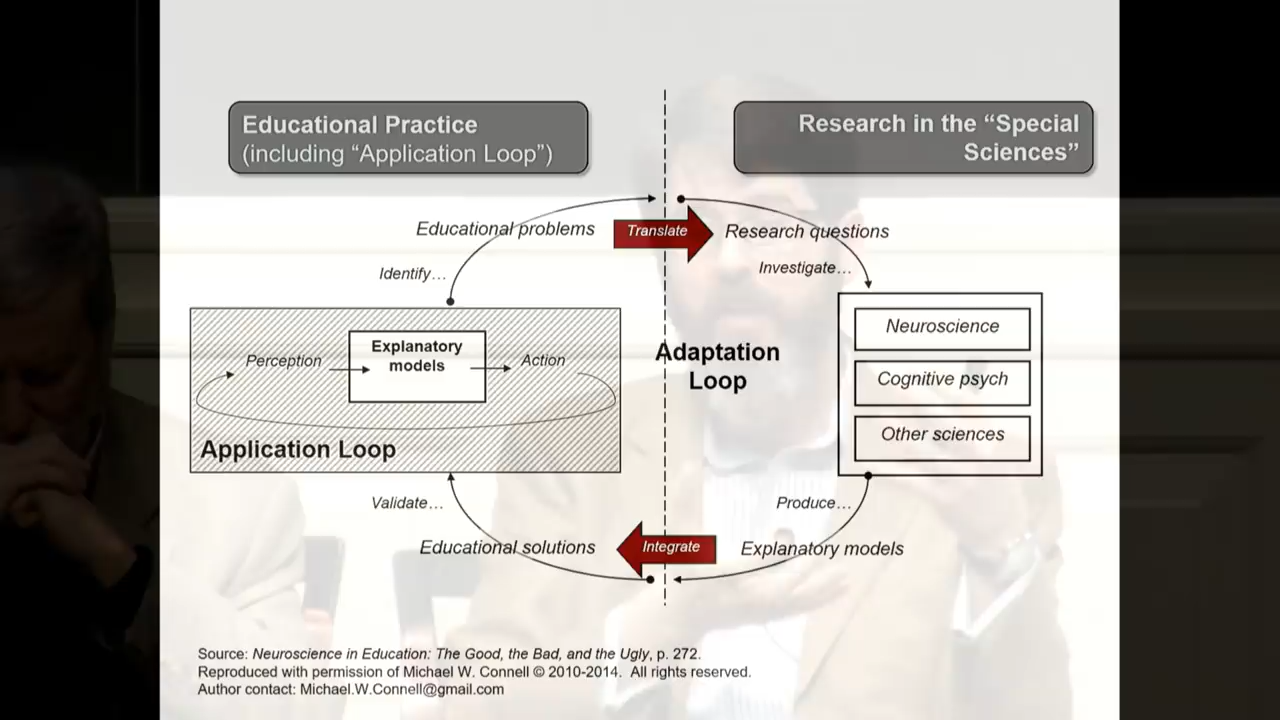 Educational Practice
(including “Application Loop”)
Research in the “Special
Sciences”
Educational problems
Translate
Research questions
Identify…
Investigate…
Perception
Explanatory
models
Action
Application Loop
Adaptation
Loop
Neuroscience
Cognitive psych
Other sciences
Validate…
Produce…
Educational solutions
Integrate
Explanatory models
Source: Neuroscience in Education: The Good, the Bad, and the Ugly, p. 272.
Reproduced with permission of Michael W. Connell © 2010-2014. All rights reserved.
Author contact: Michael.W.Connell@gmail.com